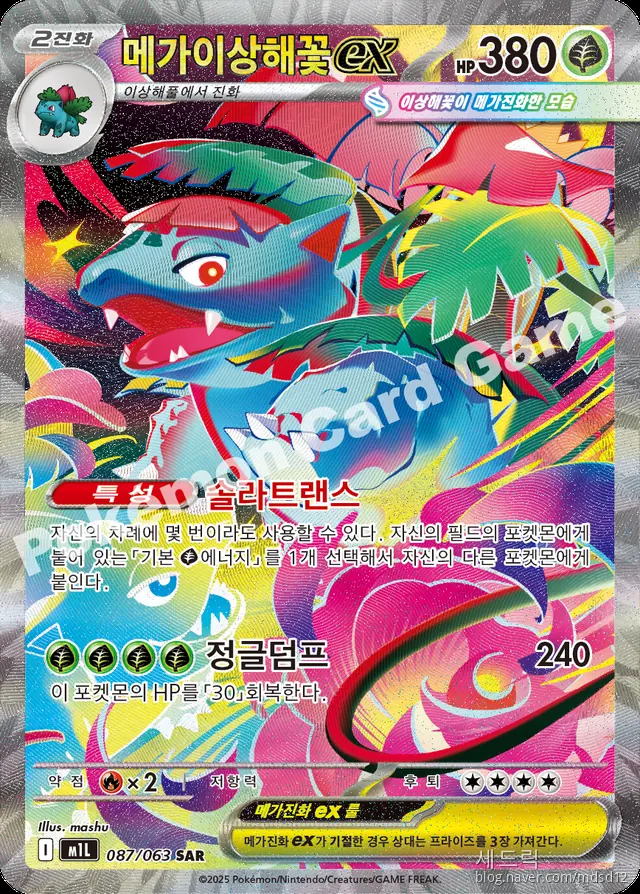 2진화
메가이상해꽃ex
HP 380
이상해풀에서 진화
이상해꽃이 메가진화한 모습
Pokémon Card Game
특성 솔라트랜스
자신의 차례에 몇 번이라도 사용할 수 있다. 자신의 필드의 포켓몬에게
붙어 있는 「기본 에너지」를 1개 선택해서 자신의 다른 포켓몬에게
붙인다.
정글덤프 240
이 포켓몬의 HP를 「30」 회복한다.
약점 ×2 저항력 후퇴
메가진화 ex 룰
메가진화 ex가 기절한 경우 상대는 프라이즈를 3장 가져간다.
Illus. mashu
I M1L 087/063 SAR
©2025 Pokémon/Nintendo/Creatures/GAME FREAK.
세드릭
blog.naver.com/mdsd12